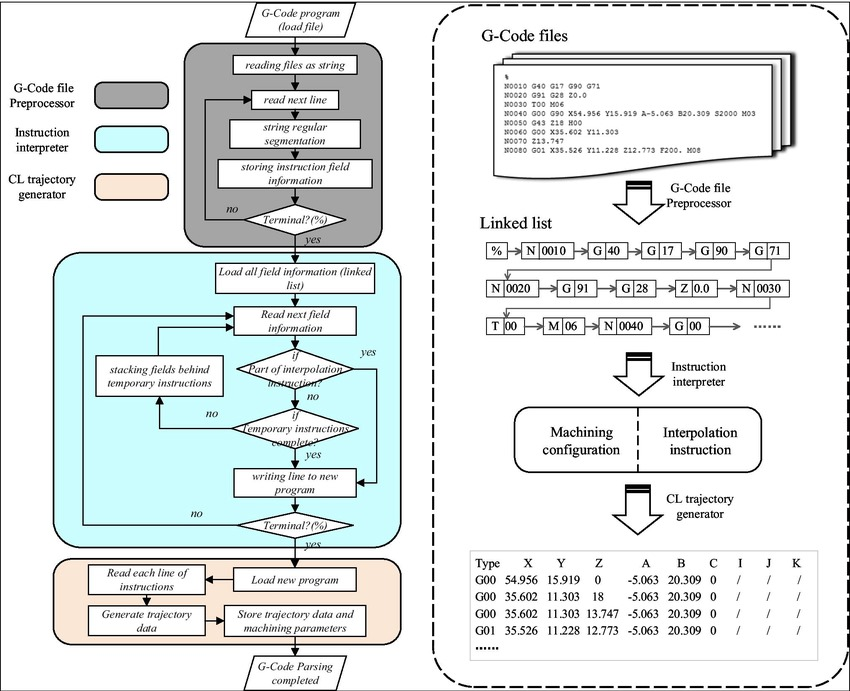 G-Code program
(load file)
G-Code file
Preprocessor
Instruction
interpreter
CL trajectory
generator
reading files as string
read next line
string regular
segmentation
storing instruction field
information
no
Terminal?(%)
yes
Load all field information (linked
list)
Read next field
information
stacking fields behind
temporary instructions
if
Part of interpolation
instruction?
yes
no
if
Temporary instructions
complete?
no
yes
writing line to new
program
no
Terminal?(%)
yes
Read each line of
instructions
Load new program
Generate trajectory
data
Store trajectory data and
machining parameters
G-Code Parsing
completed
G-Code files
%
N0010 G40 G17 G90 G71
N0020 G91 G28 Z0.0
N0030 T00 M06
N0040 G00 G90 X54.956 Y15.919 A-5.063 B20.309 S2000 M03
N0050 G43 Z18 H00
N0060 G00 X35.602 Y11.303
N0070 Z13.747
N0080 G01 X35.526 Y11.228 Z12.773 F200. M08
G-Code file
Preprocessor
Linked list
% N 0010 G 40 G 17 G 90 G 71
N 0020 G 91 G 28 Z 0.0 N 0030
T 00 M 06 N 0040 G 00 ······
Instruction
interpreter
Machining
configuration
Interpolation
instruction
CL trajectory
generator
Type X Y Z A B C I J K
G00 54.956 15.919 0 -5.063 20.309 0 / / /
G00 35.602 11.303 18 -5.063 20.309 0 / / /
G00 35.602 11.303 13.747 -5.063 20.309 0 / / /
G01 35.526 11.228 12.773 -5.063 20.309 0 / / /
······